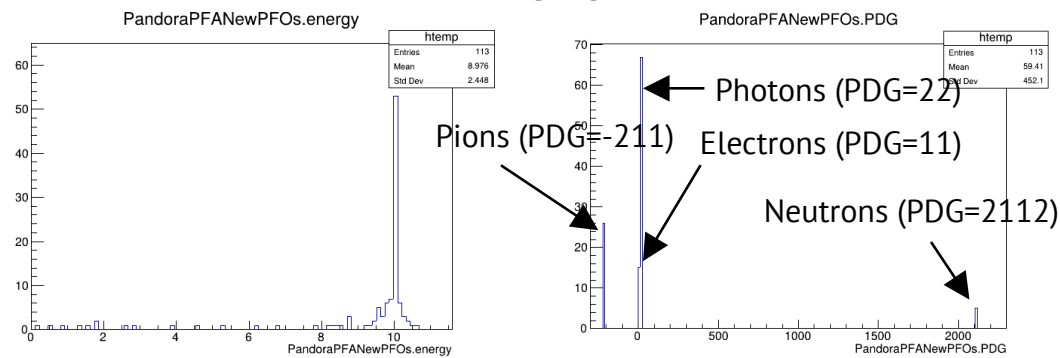 PandoraPFANewPFOs.energy
htemp
Entries 113
Mean 8.976
Std Dev 2.448
60
50
40
30
20
10
0
0 2 4 6 8 10
PandoraPFANewPFOs.energy
PandoraPFANewPFOs.PDG
htemp
Entries 113
Mean 59.41
Std Dev 452.1
70
60
50
40
30
20
10
0
0 500 1000 1500 2000
PandoraPFANewPFOs.PDG
Photons (PDG=22)
Pions (PDG=-211)
Electrons (PDG=11)
Neutrons (PDG=2112)